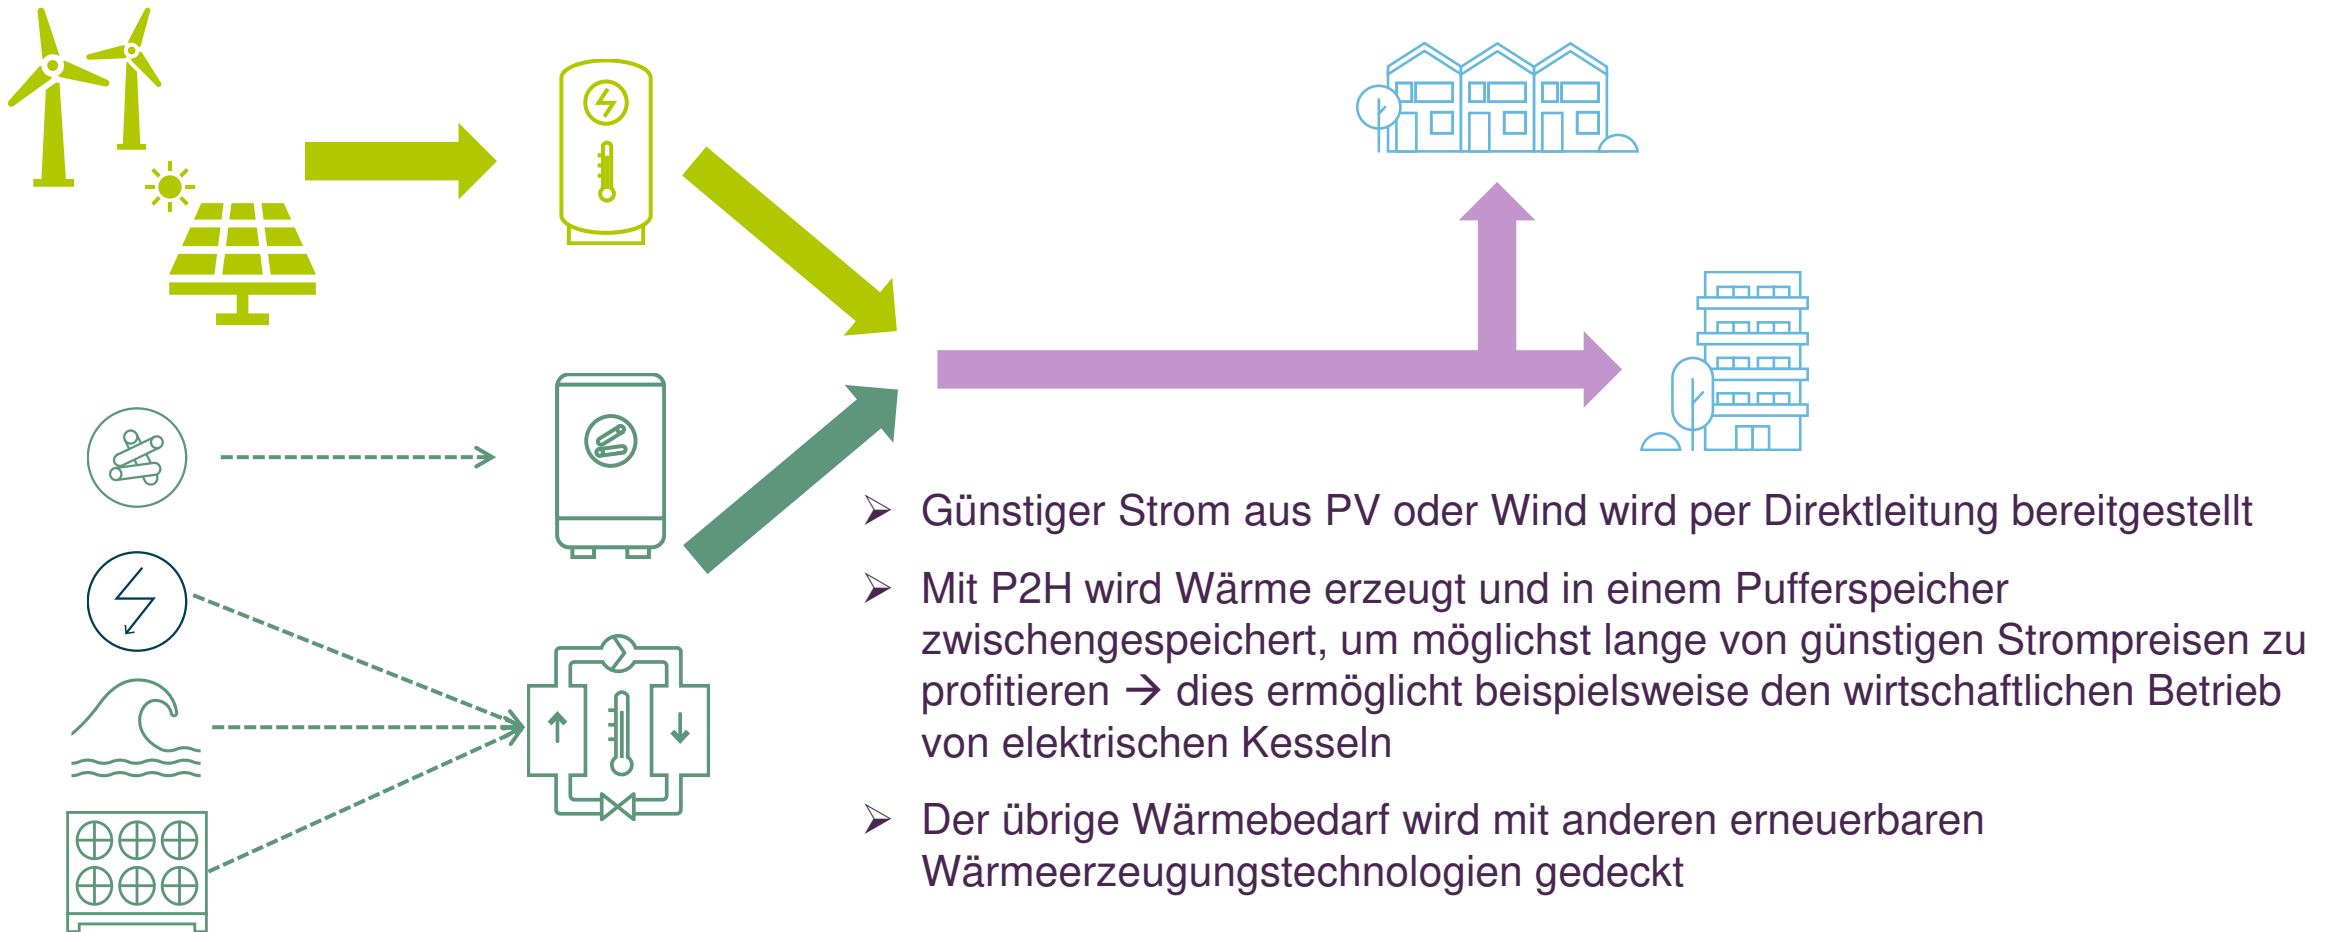 ➢ Günstiger Strom aus PV oder Wind wird per Direktleitung bereitgestellt
➢ Mit P2H wird Wärme erzeugt und in einem Pufferspeicher
zwischengespeichert, um möglichst lange von günstigen Strompreisen zu
profitieren → dies ermöglicht beispielsweise den wirtschaftlichen Betrieb
von elektrischen Kesseln
➢ Der übrige Wärmebedarf wird mit anderen erneuerbaren
Wärmeerzeugungstechnologien gedeckt